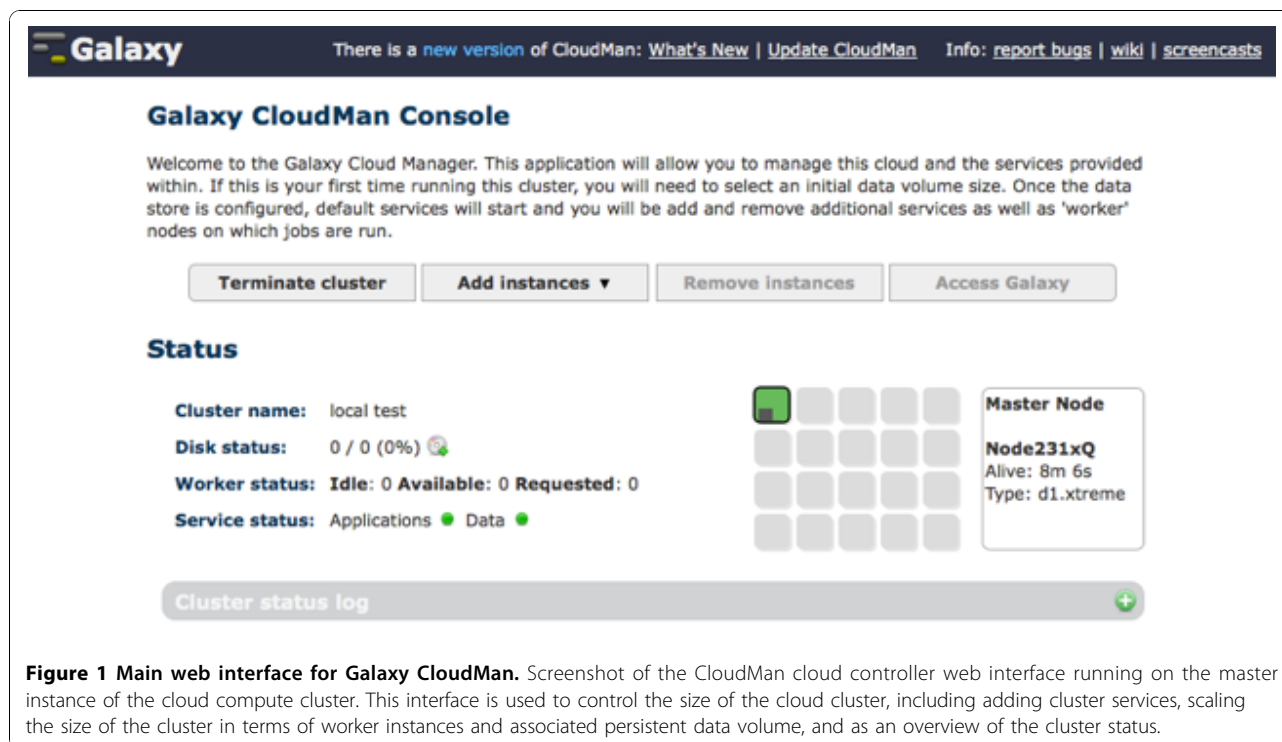 Galaxy There is a new version of CloudMan: What's New | Update CloudMan Info: report bugs | wiki | screencasts
Galaxy CloudMan Console
Welcome to the Galaxy Cloud Manager. This application will allow you to manage this cloud and the services provided
within. If this is your first time running this cluster, you will need to select an initial data volume size. Once the data
store is configured, default services will start and you will be add and remove additional services as well as 'worker'
nodes on which jobs are run.
Terminate cluster Add instances ▼ Remove instances Access Galaxy
Status
Cluster name: local test
Disk status: 0 / 0 (0%)
Worker status: Idle: 0 Available: 0 Requested: 0
Service status: Applications Data
Master Node
Node231xQ
Alive: 8m 6s
Type: d1.xtreme
Cluster status log
Figure 1 Main web interface for Galaxy CloudMan. Screenshot of the CloudMan cloud controller web interface running on the master
instance of the cloud compute cluster. This interface is used to control the size of the cloud cluster, including adding cluster services, scaling
the size of the cluster in terms of worker instances and associated persistent data volume, and as an overview of the cluster status.